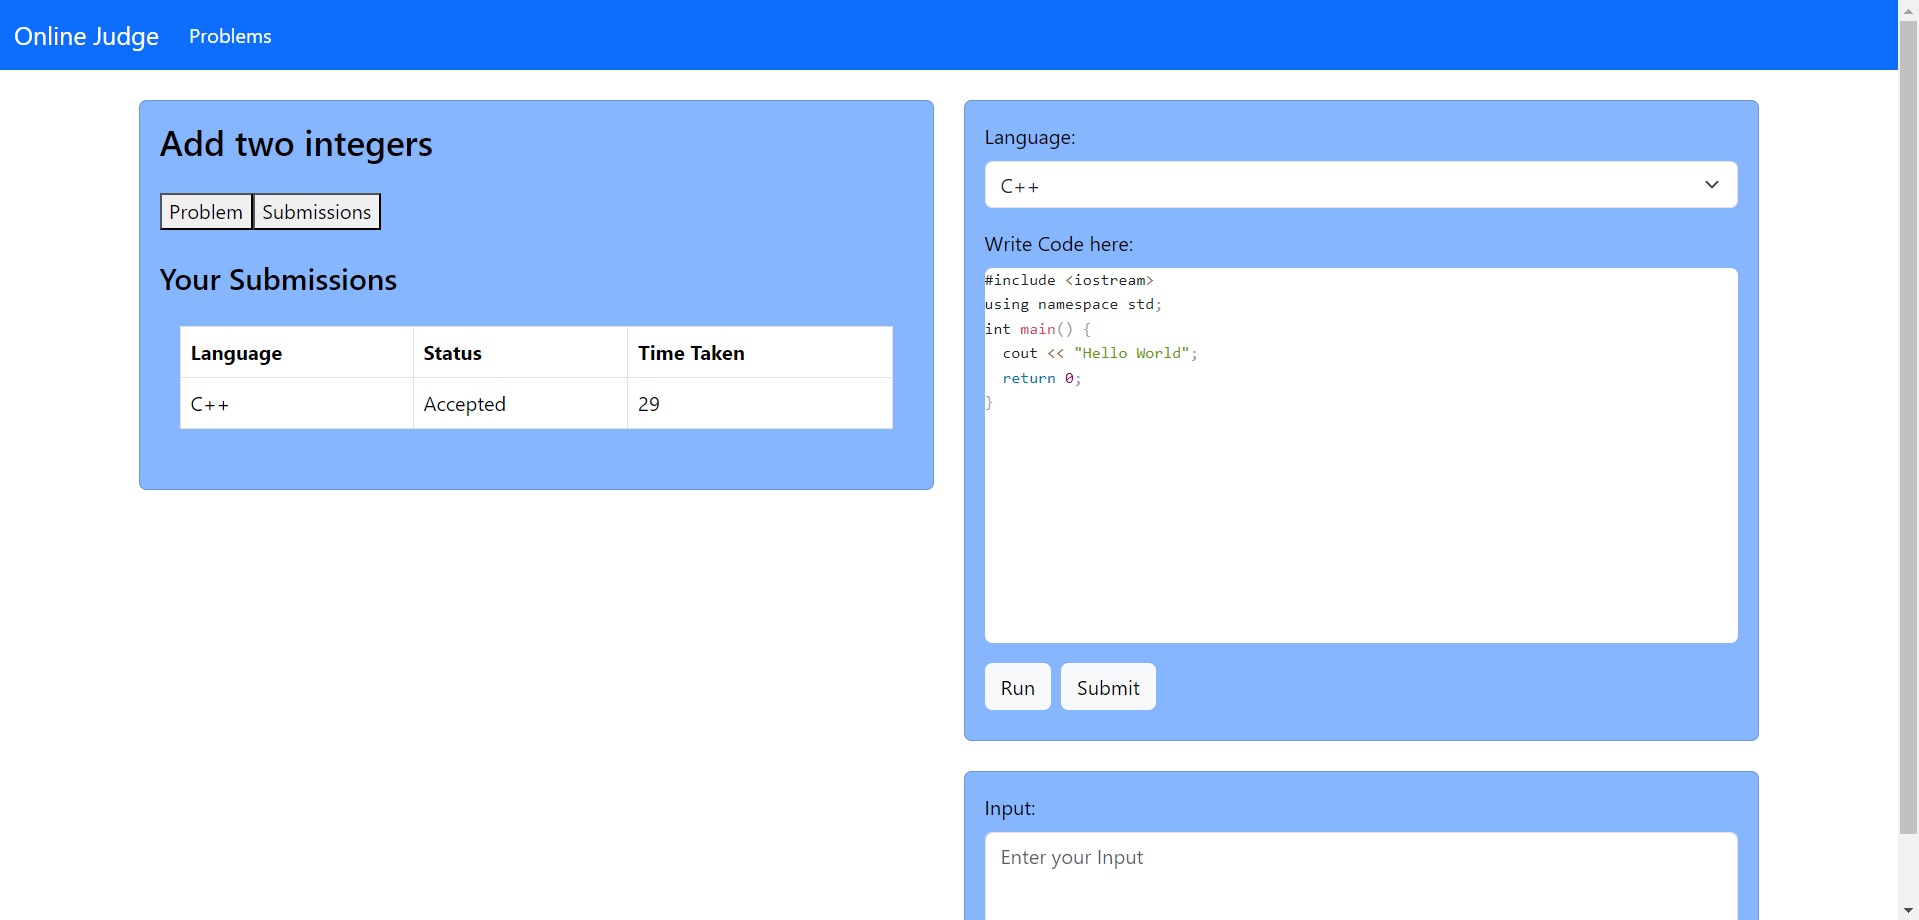 Online Judge Problems
Add two integers
Problem Submissions
Your Submissions
Language Status Time Taken
C++ Accepted 29
Language:
C++
Write Code here:
#include <iostream>
using namespace std;
int main() {
  cout << "Hello World";
  return 0;
}
Run Submit
Input:
Enter your Input